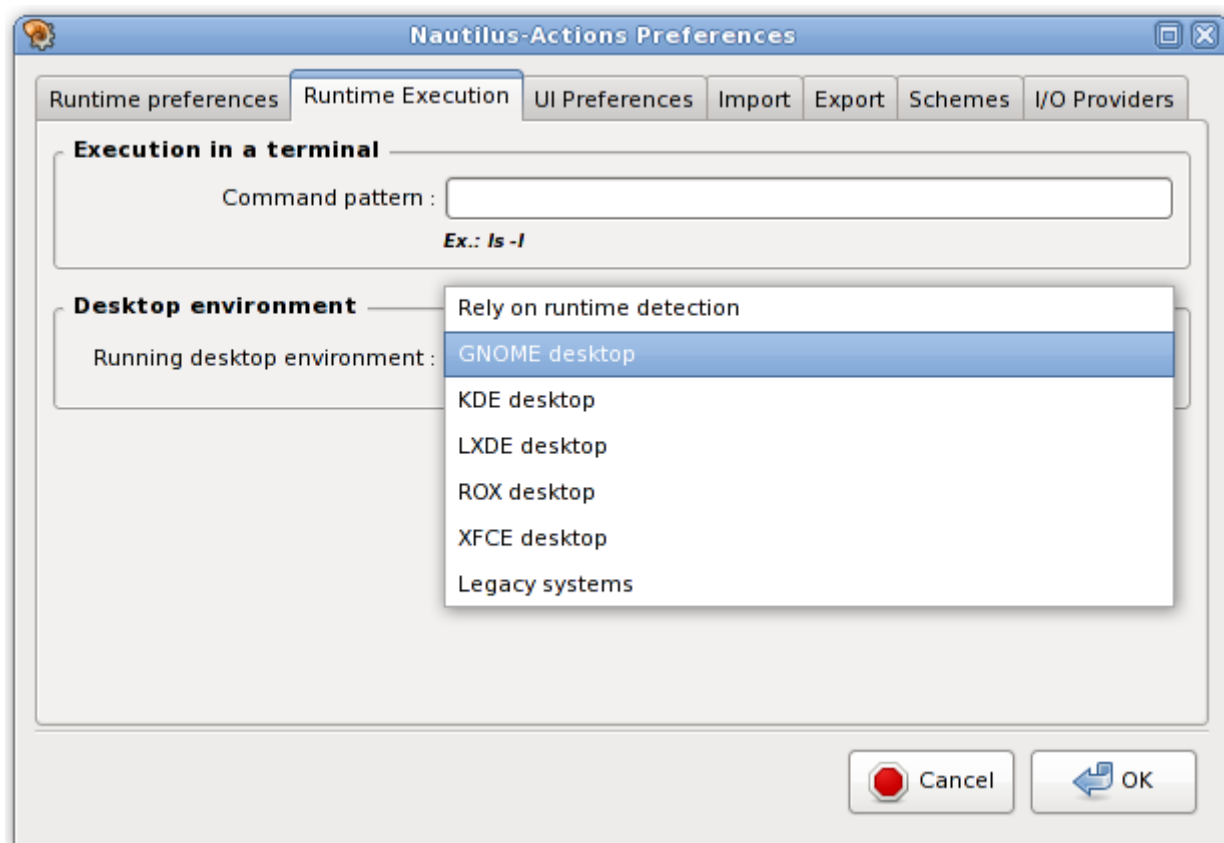 Nautilus-Actions Preferences
Runtime preferences Runtime Execution UI Preferences Import Export Schemes I/O Providers
Execution in a terminal
Command pattern :
Ex.: ls -l
Desktop environment
Running desktop environment :
Rely on runtime detection
GNOME desktop
KDE desktop
LXDE desktop
ROX desktop
XFCE desktop
Legacy systems
Cancel OK